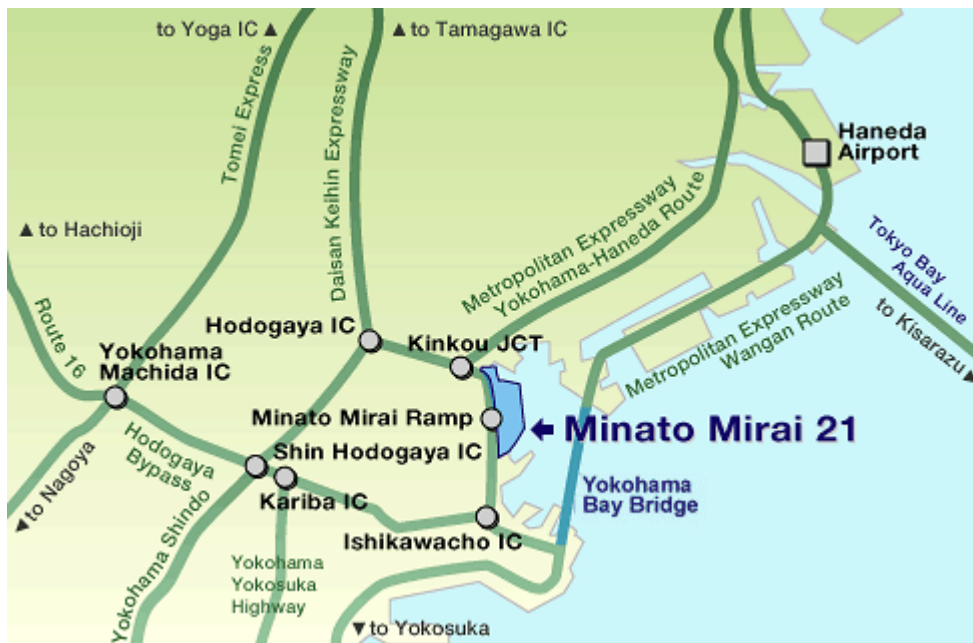 to Yoga IC ▲
▲ to Tamagawa IC
Tomei Express
Daisan Keihin Expressway
Haneda
Airport
▲ to Hachioji
Metropolitan Expressway
Yokohama-Haneda Route
Tokyo Bay
Aqua Line
to Kisarazu ▶
Metropolitan Expressway
Wangan Route
Route 16
Hodogaya IC
Kinkou JCT
Yokohama
Machida IC
Minato Mirai Ramp
Minato Mirai 21
Hodogaya
Bypass
Shin Hodogaya IC
Kariba IC
Yokohama
Bay Bridge
◀ to Nagoya
Yokohama Shindo
Ishikawacho IC
Yokohama
Yokosuka
Highway
▼ to Yokosuka